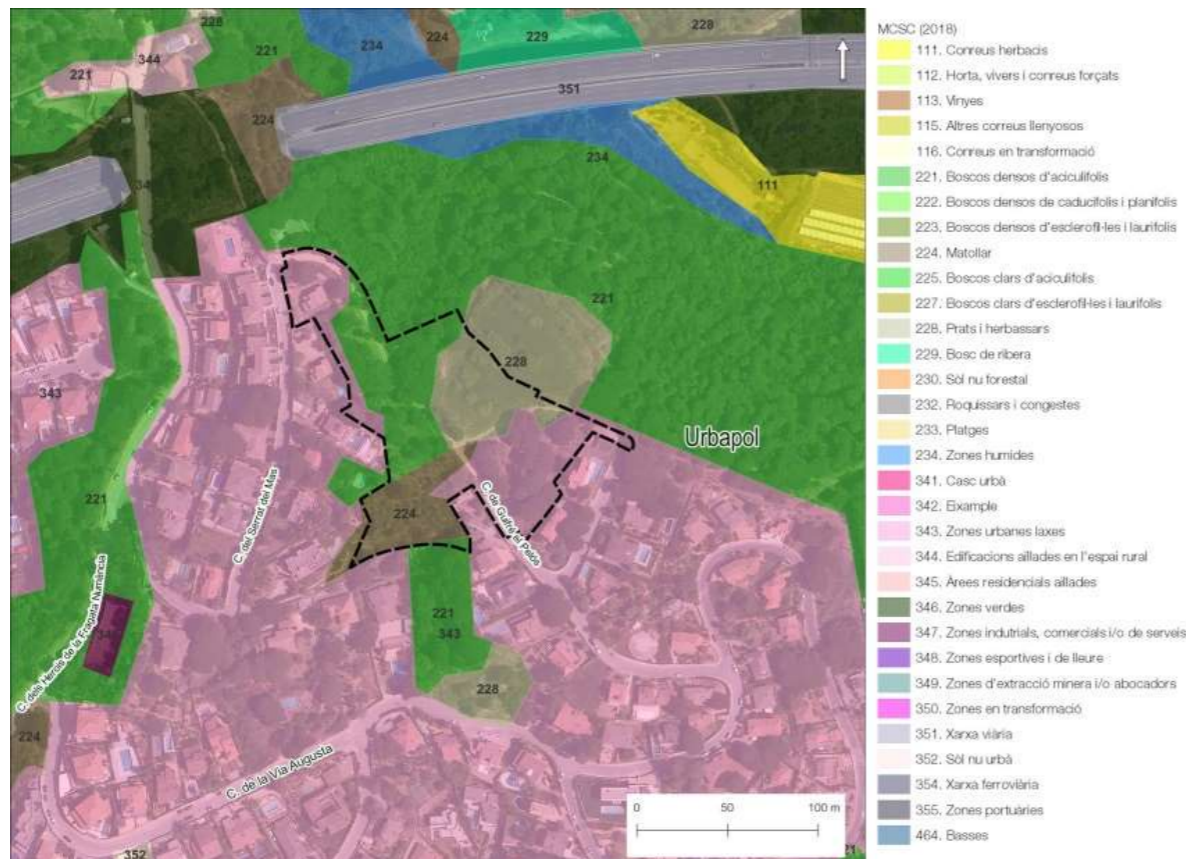 228
344
221
221
234
224
229
228
351
224
234
111
34
221
228
343
Urbapol
221
C. del Serrat del Mas
224
C. de Guifré el Pelós
C. dels Herois de la Fragata Numància
221
343
228
224
C. de la Via Augusta
352
0 50 100 m
21
MCSC (2018)
111. Conreus herbacis
112. Horta, vivers i conreus forçats
113. Vinyes
115. Altres correus llenyosos
116. Conreus en transformació
221. Boscos densos d'aciculifolis
222. Boscos densos de caducifolis i planifolis
223. Boscos densos d'esclerofil·les i laurifolis
224. Matollar
225. Boscos clars d'aciculifolis
227. Boscos clars d'esclerofil·les i laurifolis
228. Prats i herbassars
229. Bosc de ribera
230. Sòl nu forestal
232. Roquissars i congestes
233. Platges
234. Zones humides
341. Casc urbà
342. Eixample
343. Zones urbanes laxes
344. Edificacions aïllades en l'espai rural
345. Àrees residencials aïllades
346. Zones verdes
347. Zones indutrials, comercials i/o de serveis
348. Zones esportives i de lleure
349. Zones d'extracció minera i/o abocadors
350. Zones en transformació
351. Xarxa viària
352. Sòl nu urbà
354. Xarxa ferroviària
355. Zones portuàries
464. Basses